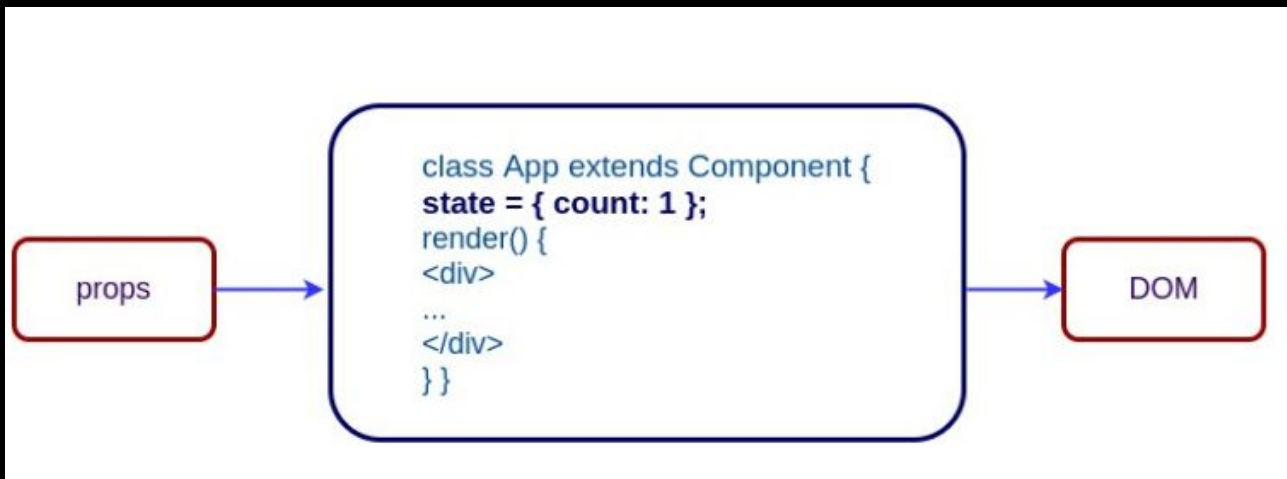 props
class App extends Component {
state = { count: 1 };
render() {
<div>
...
</div>
} }
DOM